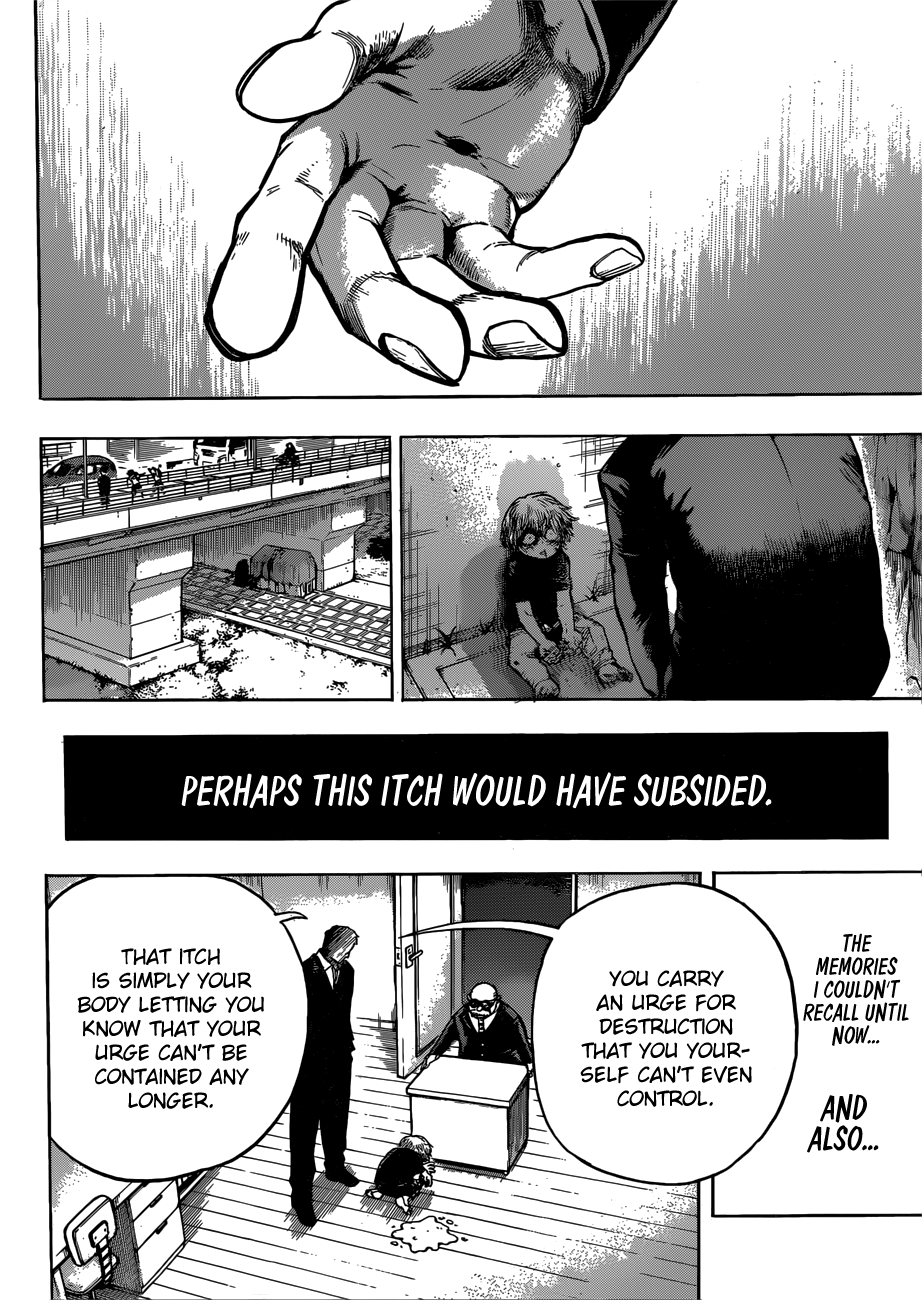 PERHAPS THIS ITCH WOULD HAVE SUBSIDED.
THE
MEMORIES
I COULDN'T
RECALL UNTIL
NOW...
AND
ALSO...
YOU CARRY
AN URGE FOR
DESTRUCTION
THAT YOU YOUR-
SELF CAN'T EVEN
CONTROL.
THAT ITCH
IS SIMPLY YOUR
BODY LETTING YOU
KNOW THAT YOUR
URGE CAN'T BE
CONTAINED ANY
LONGER.